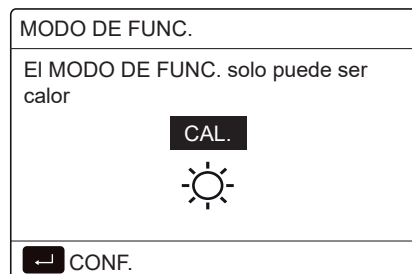 MODO DE FUNC.
El MODO DE FUNC. solo puede ser
calor
CAL.
CONF.